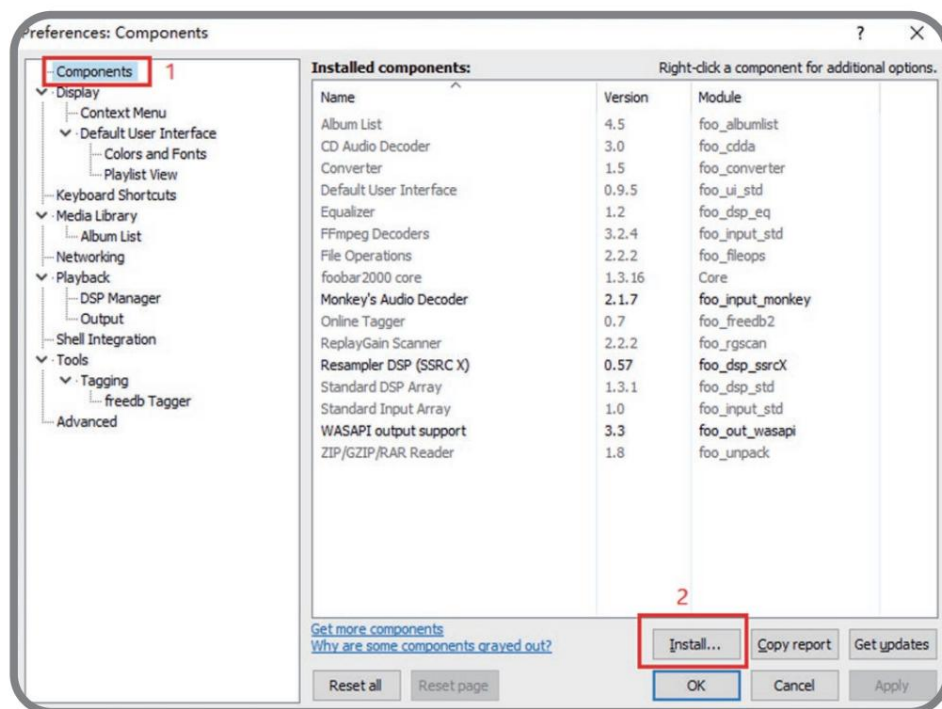 Preferences: Components ? ×
Components 1
Display
Context Menu
Default User Interface
Colors and Fonts
Playlist View
Keyboard Shortcuts
Media Library
Album List
Networking
Playback
DSP Manager
Output
Shell Integration
Tools
Tagging
freedb Tagger
Advanced
Installed components: Right-click a component for additional options.
Name Version Module
Album List 4.5 foo_albumlist
CD Audio Decoder 3.0 foo_cdda
Converter 1.5 foo_converter
Default User Interface 0.9.5 foo_ui_std
Equalizer 1.2 foo_dsp_eq
FFmpeg Decoders 3.2.4 foo_input_std
File Operations 2.2.2 foo_fileops
foobar2000 core 1.3.16 Core
Monkey's Audio Decoder 2.1.7 foo_input_monkey
Online Tagger 0.7 foo_freedb2
ReplayGain Scanner 2.2.2 foo_rgscan
Resampler DSP (SSRC X) 0.57 foo_dsp_ssrcX
Standard DSP Array 1.3.1 foo_dsp_std
Standard Input Array 1.0 foo_input_std
WASAPI output support 3.3 foo_out_wasapi
ZIP/GZIP/RAR Reader 1.8 foo_unpack
2
Get more components
Why are some components grayed out?
Install... Copy report Get updates
Reset all Reset page OK Cancel Apply